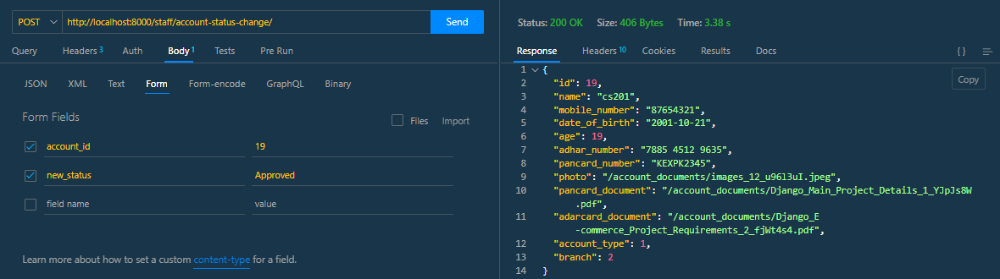 POST http://localhost:8000/staff/account-status-change/ Send
Query Headers 3 Auth Body 1 Tests Pre Run
JSON XML Text Form Form-encode GraphQL Binary
Form Fields Files Import
account_id 19
new_status Approved
field name value
Learn more about how to set a custom content-type for a field.
Status: 200 OK Size: 406 Bytes Time: 3.38 s
Response Headers 10 Cookies Results Docs { }
Copy
1 {
2 "id": 19,
3 "name": "cs201",
4 "mobile_number": "87654321",
5 "date_of_birth": "2001-10-21",
6 "age": 19,
7 "adhar_number": "7885 4512 9635",
8 "pancard_number": "KEXPK2345",
9 "photo": "/account_documents/images_12_u96l3uI.jpeg",
10 "pancard_document": "/account_documents/Django_Main_Project_Details_1_YJpJs8W
.pdf",
11 "adarcard_document": "/account_documents/Django_E
-commerce_Project_Requirements_2_fjWt4s4.pdf",
12 "account_type": 1,
13 "branch": 2
14 }